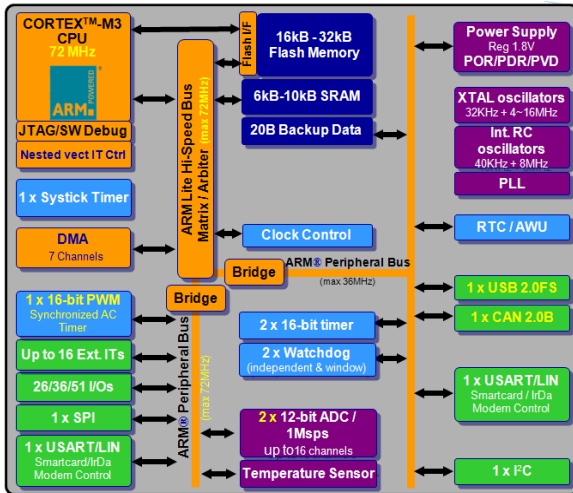 CORTEX™-M3
CPU
72 MHz
ARM
POWERED
JTAG/SW Debug
Nested vect IT Ctrl
1 x Systick Timer
DMA
7 Channels
1 x 16-bit PWM
Synchronized AC
Timer
Up to 16 Ext. ITs
26/36/51 I/Os
1 x SPI
1 x USART/LIN
Smartcard/IrDa
Modem Control
ARM Lite Hi-Speed Bus
Matrix / Arbiter (max 72MHz)
Flash I/F
16kB - 32kB
Flash Memory
6kB-10kB SRAM
20B Backup Data
Clock Control
Bridge
ARM® Peripheral Bus
(max 36MHz)
Bridge
ARM® Peripheral Bus
(max 72MHz)
2 x 16-bit timer
2 x Watchdog
(independent & window)
2 x 12-bit ADC /
1Msps
up to 16 channels
Temperature Sensor
Power Supply
Reg 1.8V
POR/PDR/PVD
XTAL oscillators
32KHz + 4~16MHz
Int. RC
oscillators
40KHz + 8MHz
PLL
RTC / AWU
1 x USB 2.0FS
1 x CAN 2.0B
1 x USART/LIN
Smartcard / IrDa
Modem Control
1 x I²C